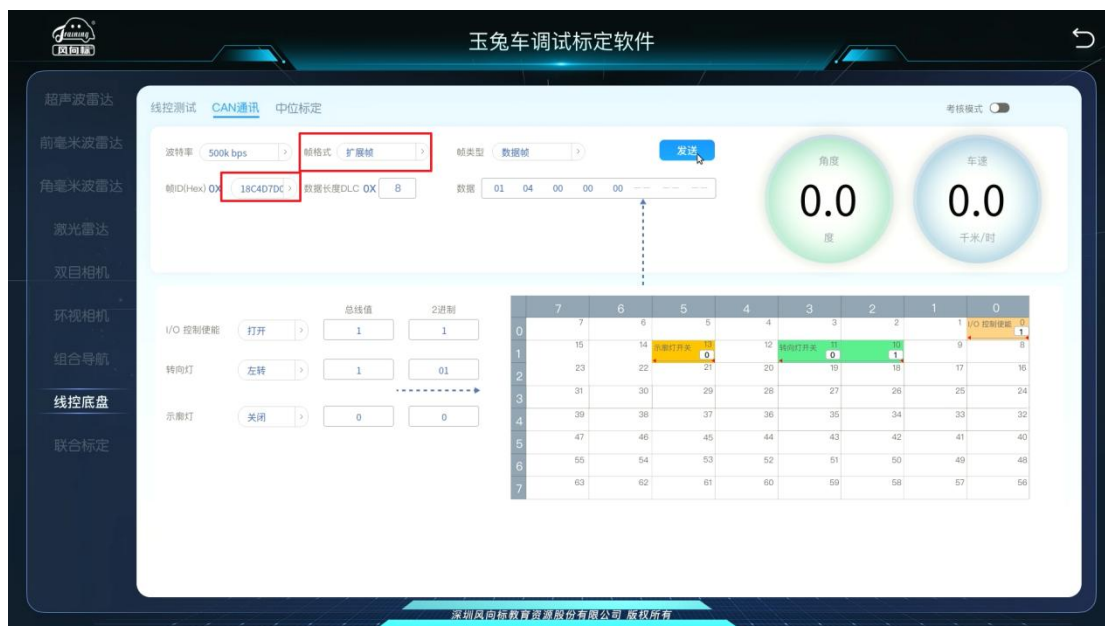 FXB
风向标
玉兔车调试标定软件
超声波雷达
前毫米波雷达
角毫米波雷达
激光雷达
双目相机
环视相机
组合导航
线控底盘
联合标定
线控测试 CAN通讯 中位标定 考核模式
波特率 500k bps 帧格式 扩展帧 帧类型 数据帧 发送
帧ID(Hex) 0X 18C4D7D0 数据长度DLC 0X 8 数据 01 04 00 00 00 -- -- --
角度 0.0 度
车速 0.0 千米/时
总线值 2进制
I/O 控制使能 打开 1 1
转向灯 左转 1 01
示廓灯 关闭 0 0
7 6 5 4 3 2 1 0
0 7 6 5 4 3 2 1 I/O 控制使能 0 1
1 15 14 示廓灯开关 13 0 12 转向灯开关 11 0 10 1 9 8
2 23 22 21 20 19 18 17 16
3 31 30 29 28 27 26 25 24
4 39 38 37 36 35 34 33 32
5 47 46 45 44 43 42 41 40
6 55 54 53 52 51 50 49 48
7 63 62 61 60 59 58 57 56
深圳风向标教育资源股份有限公司 版权所有